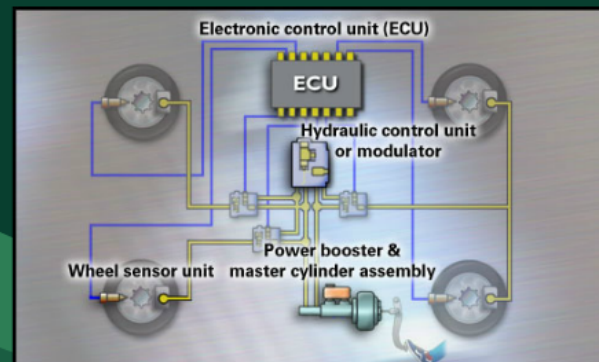 Electronic control unit (ECU)
ECU
Hydraulic control unit
or modulator
Power booster &
Wheel sensor unit
master cylinder assembly